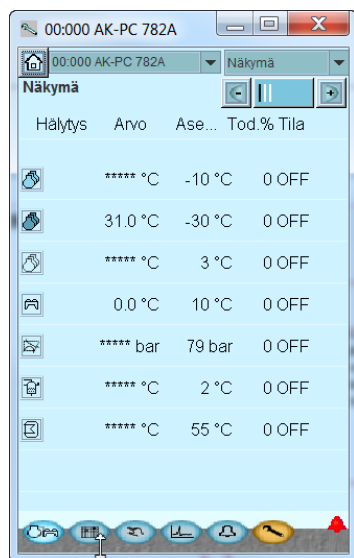 00:000 AK-PC 782A
00:000 AK-PC 782A Näkymä
Näkymä
Hälytys Arvo Ase... Tod.% Tila
***** °C -10 °C 0 OFF
31.0 °C -30 °C 0 OFF
***** °C 3 °C 0 OFF
0.0 °C 10 °C 0 OFF
***** bar 79 bar 0 OFF
***** °C 2 °C 0 OFF
***** °C 55 °C 0 OFF